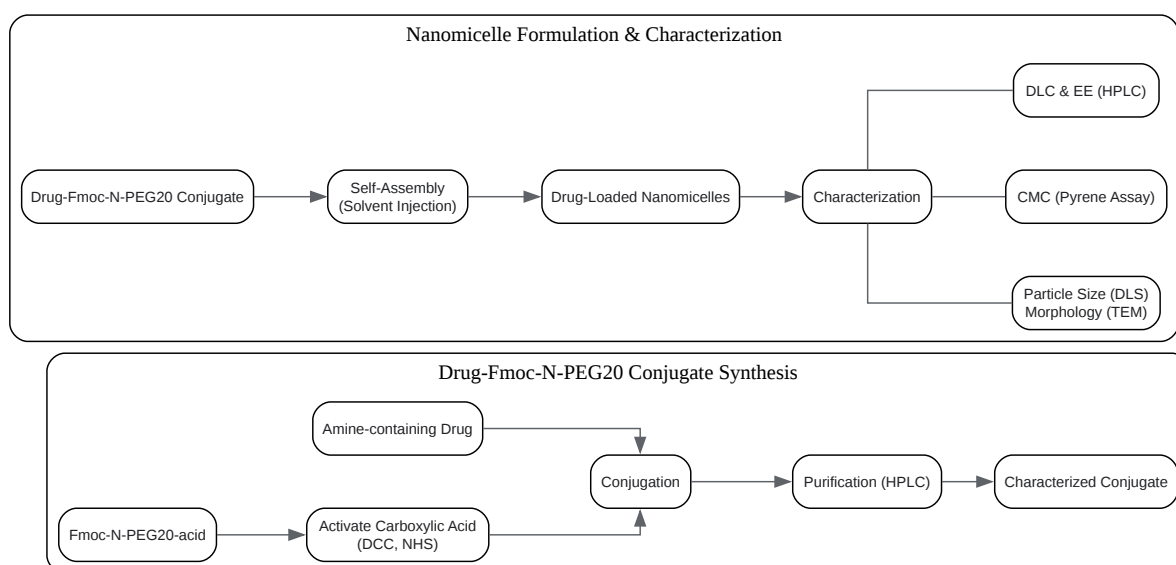 Nanomicelle Formulation & Characterization
DLC & EE (HPLC)
Drug-Fmoc-N-PEG20 Conjugate
Self-Assembly
(Solvent Injection)
Drug-Loaded Nanomicelles
Characterization
CMC (Pyrene Assay)
Particle Size (DLS)
Morphology (TEM)
Drug-Fmoc-N-PEG20 Conjugate Synthesis
Amine-containing Drug
Conjugation
Purification (HPLC)
Characterized Conjugate
Fmoc-N-PEG20-acid
Activate Carboxylic Acid
(DCC, NHS)